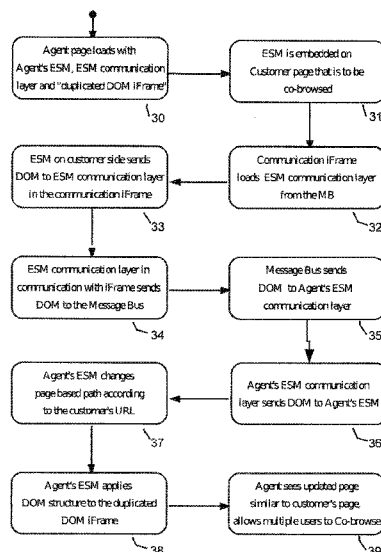 Agent page loads with
Agent's ESM, ESM communication
layer and "duplicated DOM iFrame"
30
ESM is embedded on
Customer page that is to be
co-browsed
31
Communication iFrame
loads ESM communication layer
from the MB
32
ESM on customer side sends
DOM to ESM communication layer
in the communication iFrame
33
ESM communication layer in
communication with iFrame sends
DOM to the Message Bus
34
Message Bus sends
DOM to Agent's ESM
communication layer
35
Agent's ESM communication
layer sends DOM to Agent's ESM
36
Agent's ESM changes
page based path according
to the customer's URL
37
Agent's ESM applies
DOM structure to the duplicated
DOM iFrame
38
Agent sees updated page
similar to customer's page,
allows multiple users to Co-browse
39